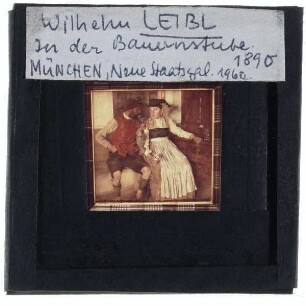 Wilhelm LEIBL
In der Bauernstube
1890
MÜNCHEN, Neue Staatsgal. 1960.